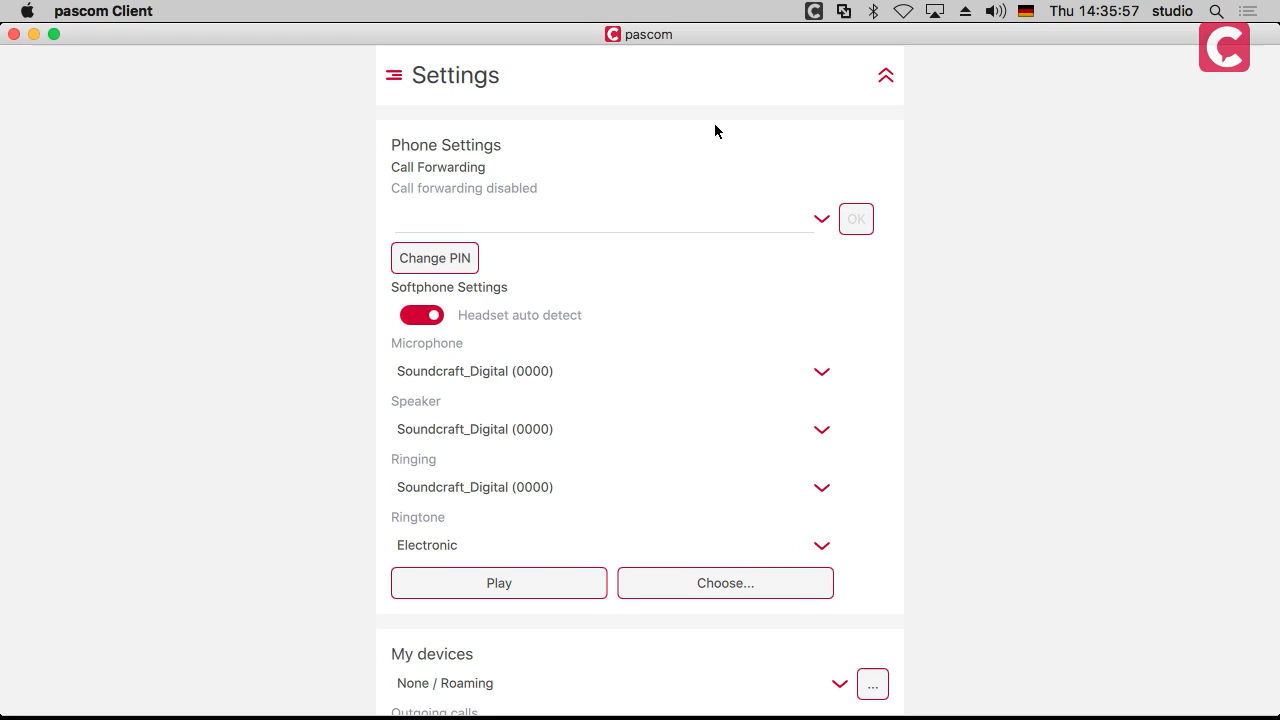 pascom Client
Thu 14:35:57 studio
pascom
Settings
Phone Settings
Call Forwarding
Call forwarding disabled
OK
Change PIN
Softphone Settings
Headset auto detect
Microphone
Soundcraft_Digital (0000)
Speaker
Soundcraft_Digital (0000)
Ringing
Soundcraft_Digital (0000)
Ringtone
Electronic
Play
Choose...
My devices
None / Roaming
...
Outgoing calls